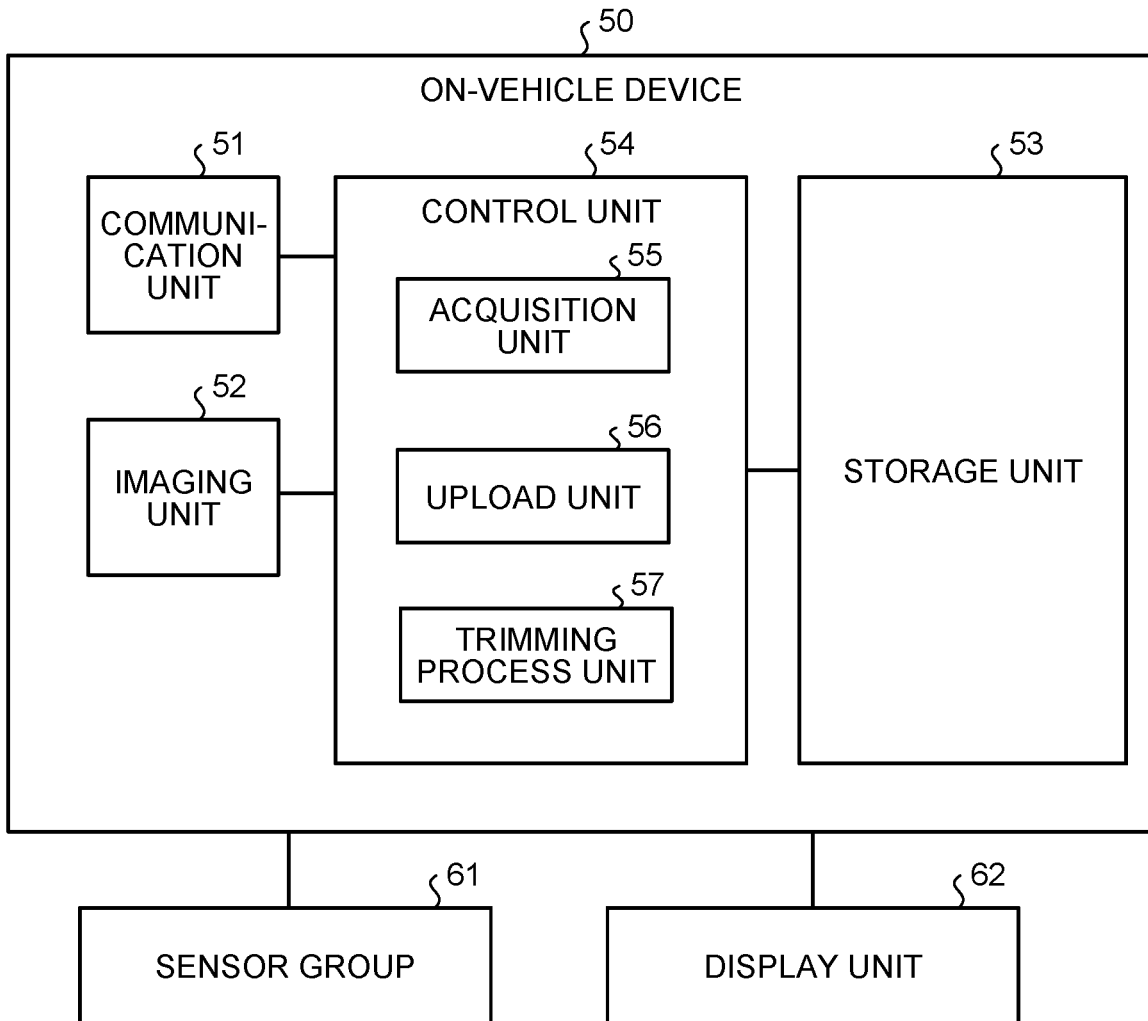 50
ON-VEHICLE DEVICE
51
COMMUNI-
CATION
UNIT
52
IMAGING
UNIT
54
CONTROL UNIT
55
ACQUISITION
UNIT
56
UPLOAD UNIT
57
TRIMMING
PROCESS UNIT
53
STORAGE UNIT
61
SENSOR GROUP
62
DISPLAY UNIT